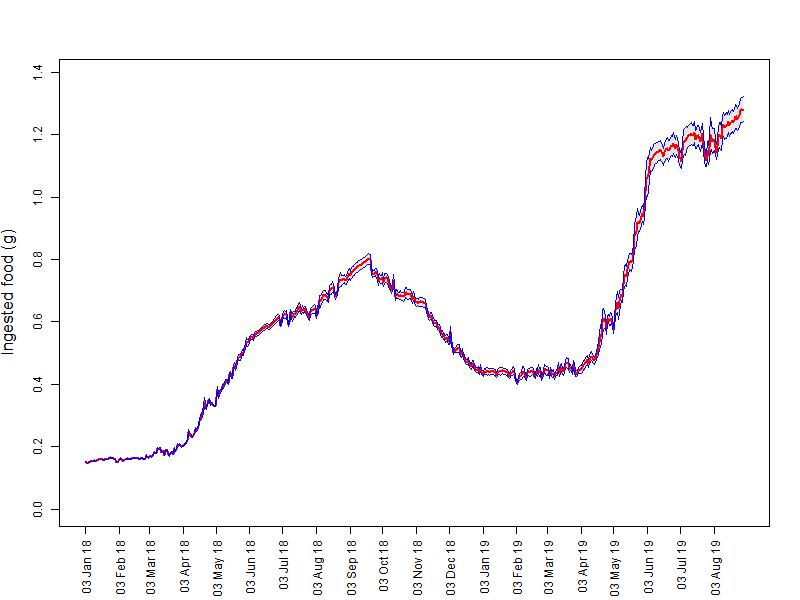 Ingested food (g)
1.4
1.2
1.0
0.8
0.6
0.4
0.2
0.0
03 Jan 18
03 Feb 18
03 Mar 18
03 Apr 18
03 May 18
03 Jun 18
03 Jul 18
03 Aug 18
03 Sep 18
03 Oct 18
03 Nov 18
03 Dec 18
03 Jan 19
03 Feb 19
03 Mar 19
03 Apr 19
03 May 19
03 Jun 19
03 Jul 19
03 Aug 19